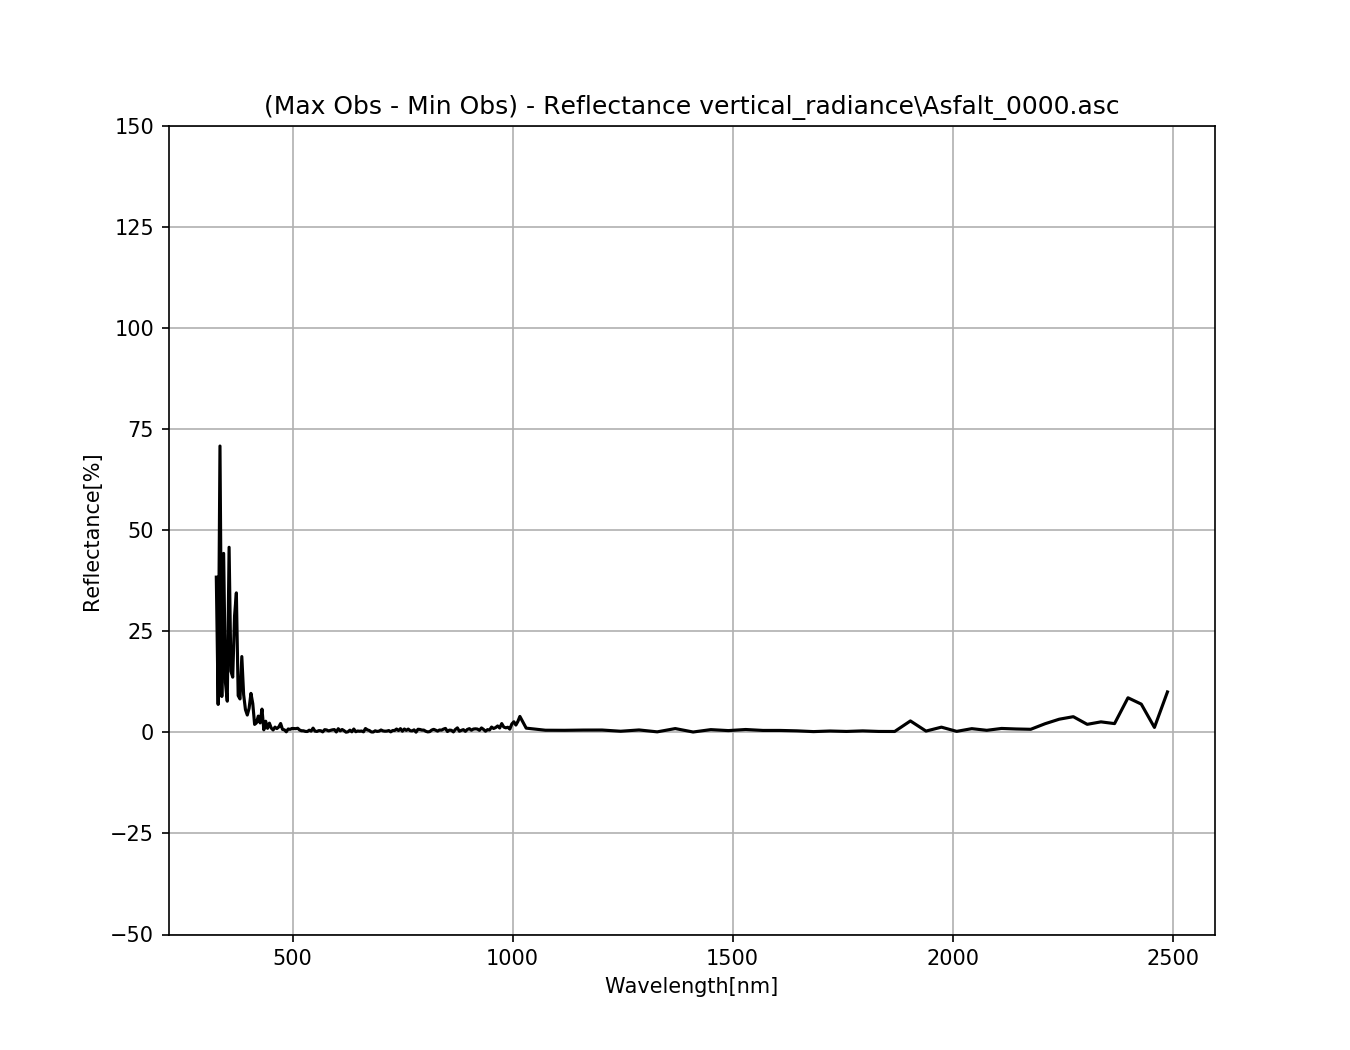 (Max Obs - Min Obs) - Reflectance vertical_radiance\Asfalt_0000.asc
150
125
100
75
50
25
0
−25
−50
Reflectance[%]
500 1000 1500 2000 2500
Wavelength[nm]